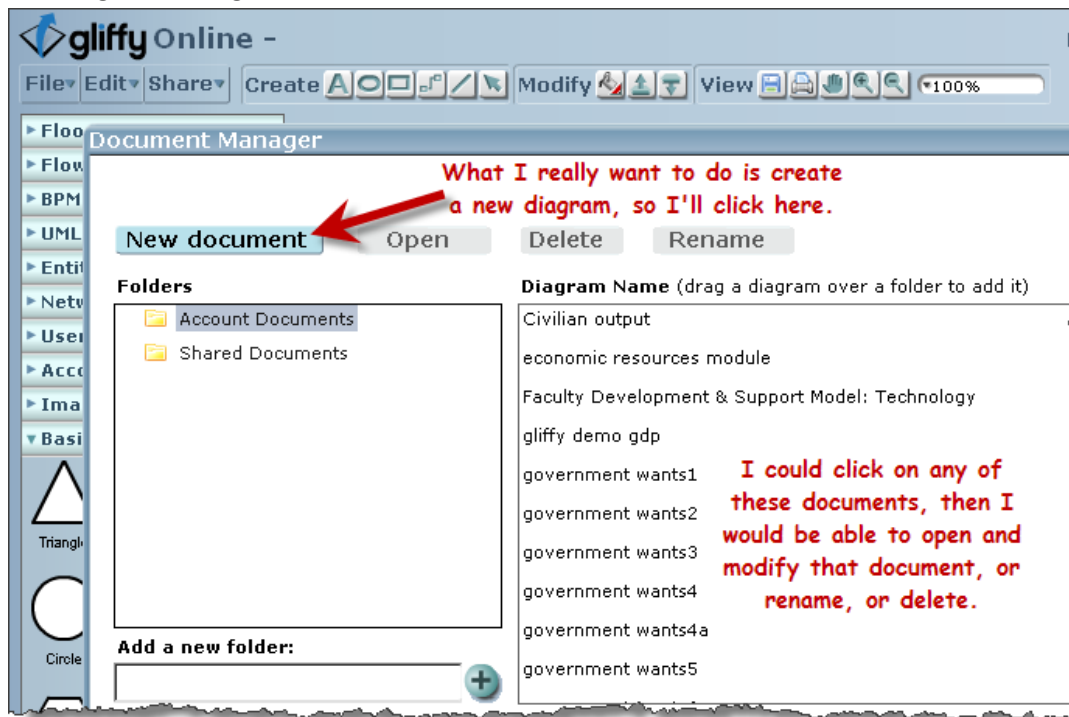 gliffy Online -
File Edit Share Create A Modify View 100%
Document Manager
What I really want to do is create
a new diagram, so I'll click here.
New document Open Delete Rename
Folders
Account Documents
Shared Documents
Add a new folder:
Diagram Name (drag a diagram over a folder to add it)
Civilian output
economic resources module
Faculty Development & Support Model: Technology
gliffy demo gdp
government wants1
government wants2
government wants3
government wants4
government wants4a
government wants5
I could click on any of
these documents, then I
would be able to open and
modify that document, or
rename, or delete.
Floo
Flow
BPM
UML
Entit
Netw
User
Acco
Ima
Basi
Triangl
Circle